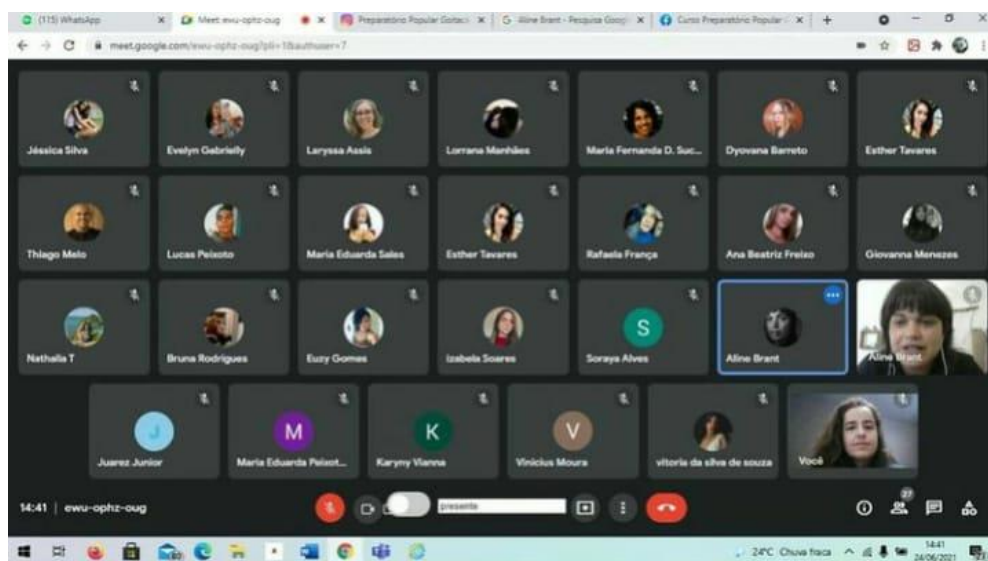 (115) WhatsApp
Meet: ewu-ophz-oug
Preparatório Popular Goitac
Aline Brant - Pesquisa Goog
Curso Preparatório Popular
meet.google.com/ewu-ophz-oug?pli=1&authuser=7
Jéssica Silva
Evelyn Gabrielly
Laryssa Assis
Lorrana Manhães
Maria Fernanda D. Suc...
Dyovana Barreto
Esther Tavares
Thiago Melo
Lucas Peixoto
Maria Eduarda Sales
Esther Tavares
Rafaela França
Ana Beatriz Freixo
Giovanna Menezes
Nathalia T
Bruna Rodrigues
Euzy Gomes
Izabela Soares
S
Soraya Alves
Aline Brant
Aline Brant
J
Juarez Junior
M
Maria Eduarda Peixot...
K
Karyny Vianna
V
Vinicius Moura
vitoria da silva de souza
Você
14:41 | ewu-ophz-oug
presente
27
24°C Chuva fraca
14:41
24/06/2021